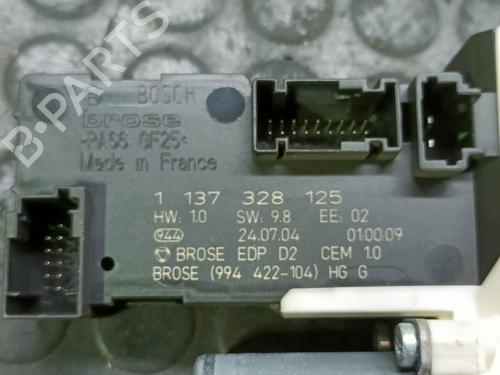 B-PARTS
BOSCH
brose
>PA66 GF25<
Made in France
1 137 328 125
HW: 1.0 SW: 9.8 EE: 02
944 24.07.04 01:00:09
BROSE EDP D2 CEM 1.0
BROSE (994 422-104) HG G